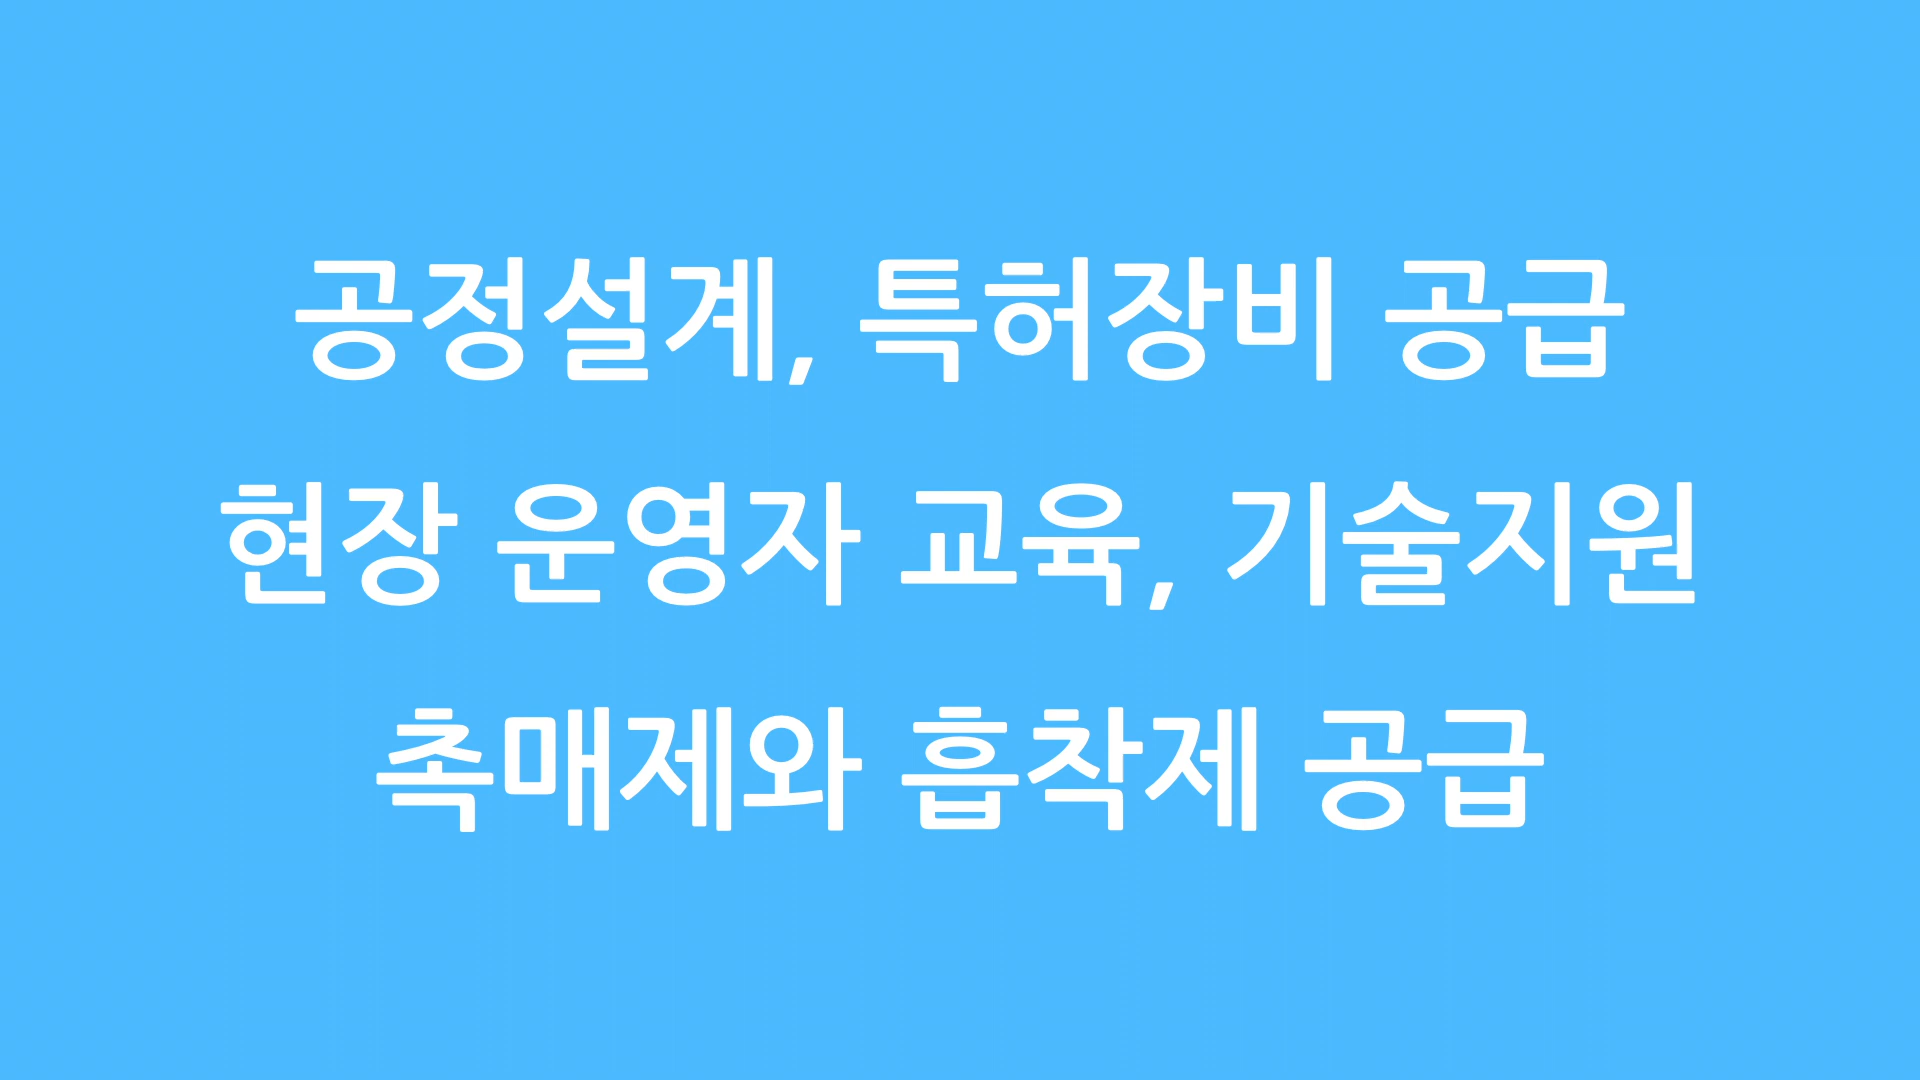 공정설계, 특허장비 공급
현장 운영자 교육, 기술지원
촉매제와 흡착제 공급